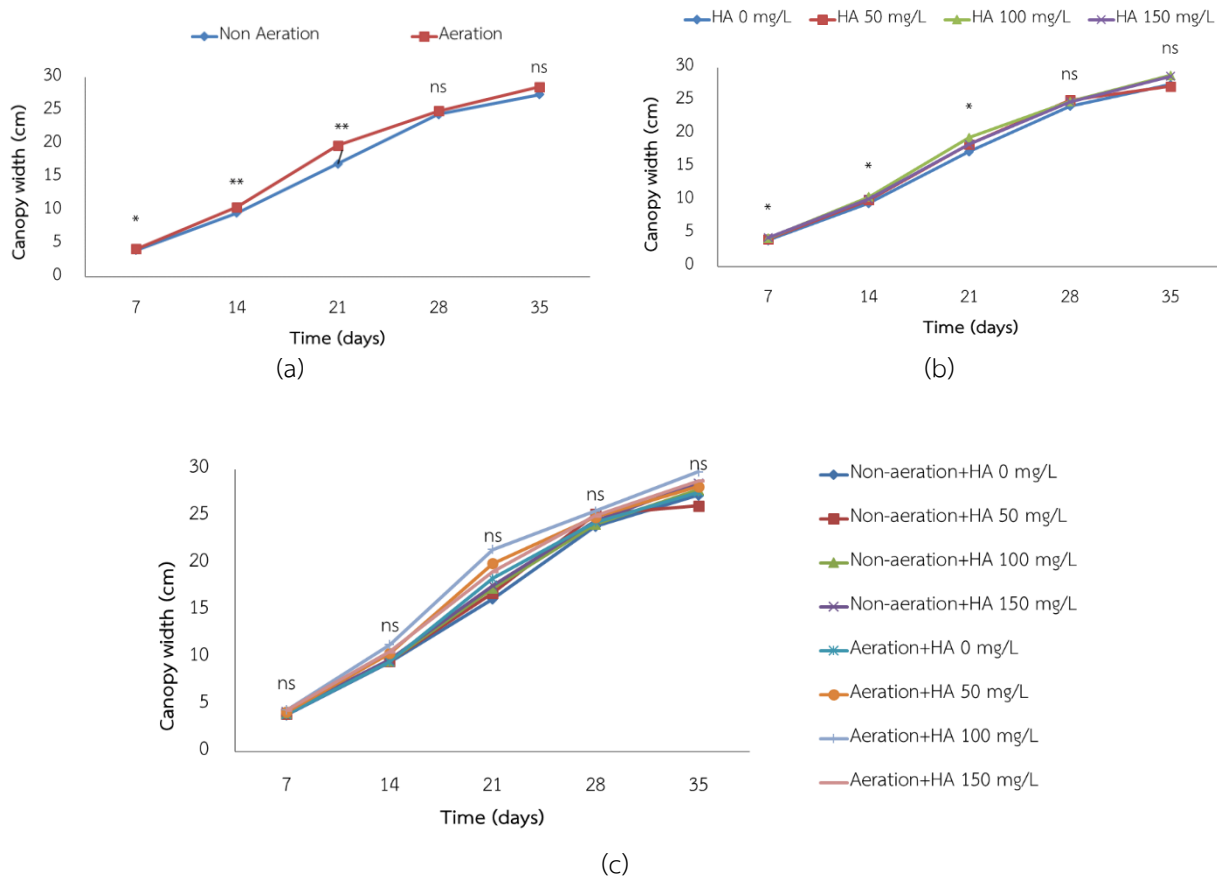 Non Aeration Aeration
30
25
20
15
10
5
0
Canopy width (cm)
*
**
**
ns
ns
7 14 21 28 35
Time (days)
(a)
HA 0 mg/L HA 50 mg/L HA 100 mg/L HA 150 mg/L
30
25
20
15
10
5
0
Canopy width (cm)
*
*
*
ns
ns
7 14 21 28 35
Time (days)
(b)
30
25
20
15
10
5
0
Canopy width (cm)
ns
ns
ns
ns
ns
7 14 21 28 35
Time (days)
Non-aeration+HA 0 mg/L
Non-aeration+HA 50 mg/L
Non-aeration+HA 100 mg/L
Non-aeration+HA 150 mg/L
Aeration+HA 0 mg/L
Aeration+HA 50 mg/L
Aeration+HA 100 mg/L
Aeration+HA 150 mg/L
(c)